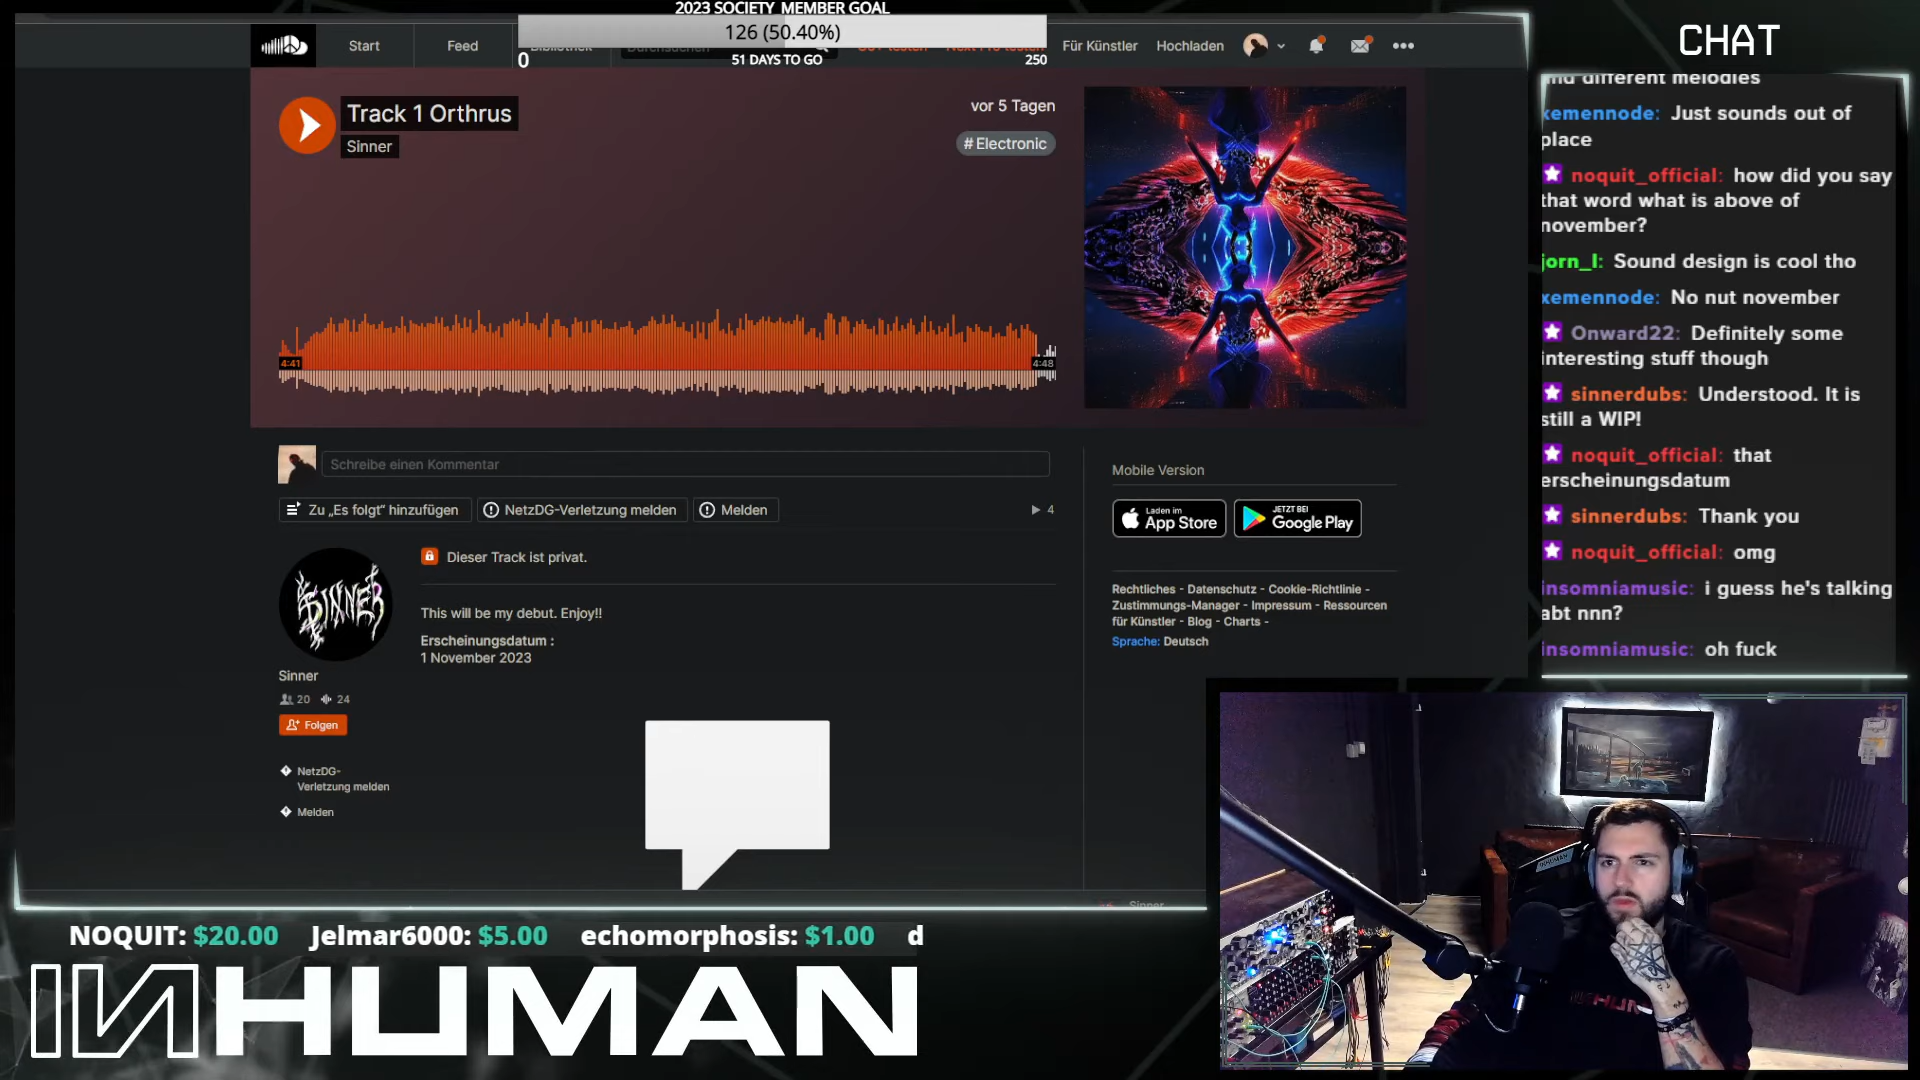 2023 SOCIETY MEMBER GOAL
126 (50.40%)
0
51 DAYS TO GO
250
Start
Feed
Für Künstler
Hochladen
Track 1 Orthrus
Sinner
vor 5 Tagen
# Electronic
4:41
4:48
Schreibe einen Kommentar
Zu „Es folgt“ hinzufügen
NetzDG-Verletzung melden
Melden
4
Dieser Track ist privat.
This will be my debut. Enjoy!!
Erscheinungsdatum :
1 November 2023
SINNER
Sinner
20
24
Folgen
NetzDG-
Verletzung melden
Melden
Mobile Version
Laden im
App Store
JETZT BEI
Google Play
Rechtliches - Datenschutz - Cookie-Richtlinie -
Zustimmungs-Manager - Impressum - Ressourcen
für Künstler - Blog - Charts -
Sprache: Deutsch
CHAT
different melodies
xemennode: Just sounds out of
place
noquit_official: how did you say
that word what is above of
november?
jorn_l: Sound design is cool tho
xemennode: No nut november
Onward22: Definitely some
interesting stuff though
sinnerdubs: Understood. It is
still a WIP!
noquit_official: that
erscheinungsdatum
sinnerdubs: Thank you
noquit_official: omg
insomniamusic: i guess he's talking
abt nnn?
insomniamusic: oh fuck
NOQUIT: $20.00 Jelmar6000: $5.00 echomorphosis: $1.00 d
INHUMAN
INHUMAN